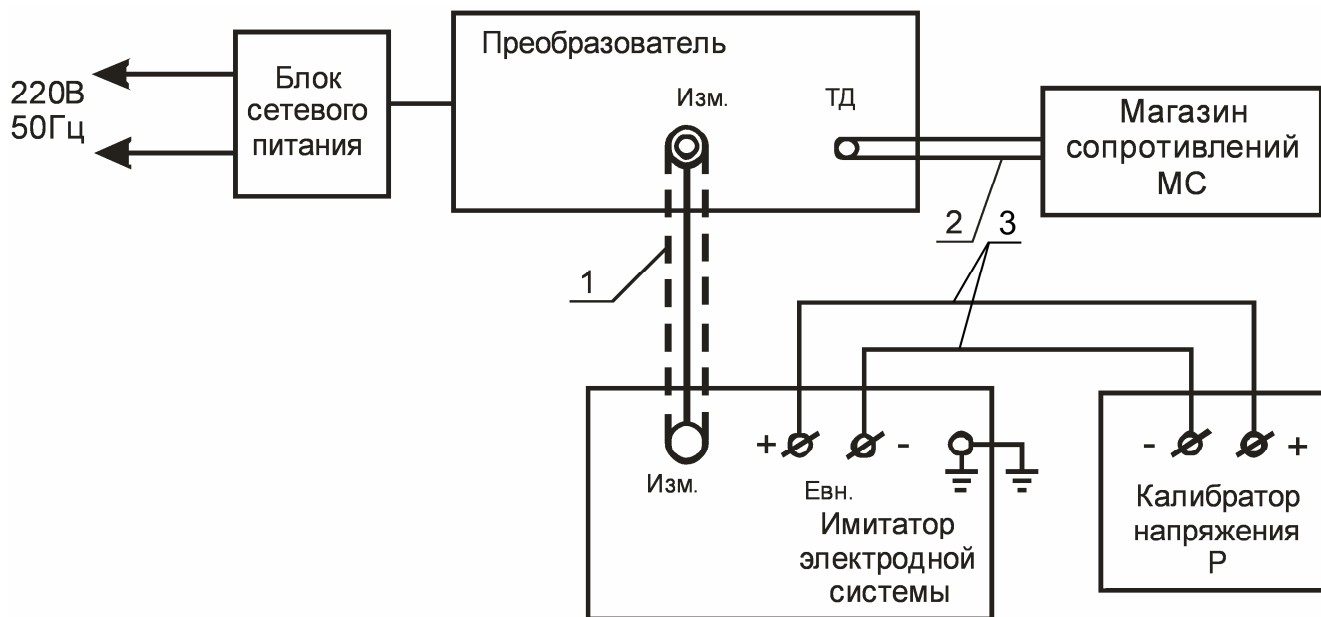 220В
50Гц
Блок
сетевого
питания
Преобразователь
Изм.
ТД
Магазин
сопротивлений
МС
1
2
3
+
-
-
+
Изм.
Евн.
Имитатор
электродной
системы
Калибратор
напряжения
Р